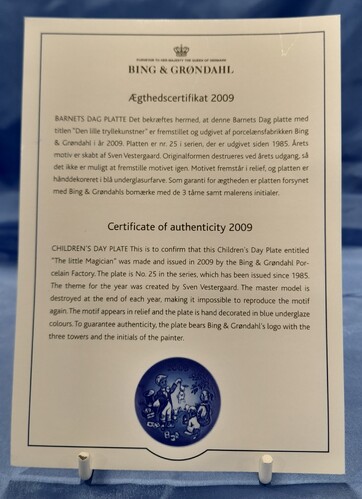 PURVEYOR TO HER MAJESTY THE QUEEN OF DENMARK
BING & GRØNDAHL
Ægthedscertifikat 2009
BARNETS DAG PLATTE Det bekræftes hermed, at denne Barnets Dag platte med
titlen "Den lille tryllekunstner" er fremstillet og udgivet af porcelænsfabrikken Bing
& Grøndahl i år 2009. Platten er nr. 25 i serien, der er udgivet siden 1985. Årets
motiv er skabt af Sven Vestergaard. Originalformen destrueres ved årets udgang, så
det ikke er muligt at fremstille motivet igen. Motivet fremstår i relief, og platten er
hånddekoreret i blå underglasurfarve. Som garanti for ægtheden er platten forsynet
med Bing & Grøndahls bomærke med de 3 tårne samt malerens initialer.
Certificate of authenticity 2009
CHILDREN'S DAY PLATE This is to confirm that this Children's Day Plate entitled
"The little Magician" was made and issued in 2009 by the Bing & Grøndahl Por-
celain Factory. The plate is No. 25 in the series, which has been issued since 1985.
The theme for the year was created by Sven Vestergaard. The master model is
destroyed at the end of each year, making it impossible to reproduce the motif
again. The motif appears in relief and the plate is hand decorated in blue underglaze
colours. To guarantee authenticity, the plate bears Bing & Grøndahl's logo with the
three towers and the initials of the painter.